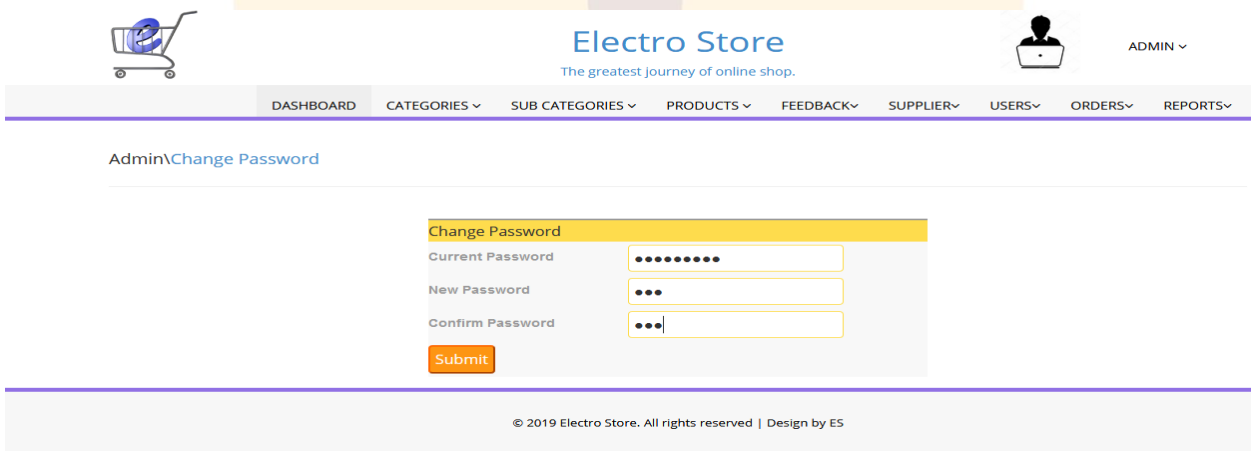 Electro Store
The greatest journey of online shop.
ADMIN
DASHBOARD CATEGORIES SUB CATEGORIES PRODUCTS FEEDBACK SUPPLIER USERS ORDERS REPORTS
Admin\Change Password
Change Password
Current Password •••••••••
New Password •••
Confirm Password •••
Submit
© 2019 Electro Store. All rights reserved | Design by ES